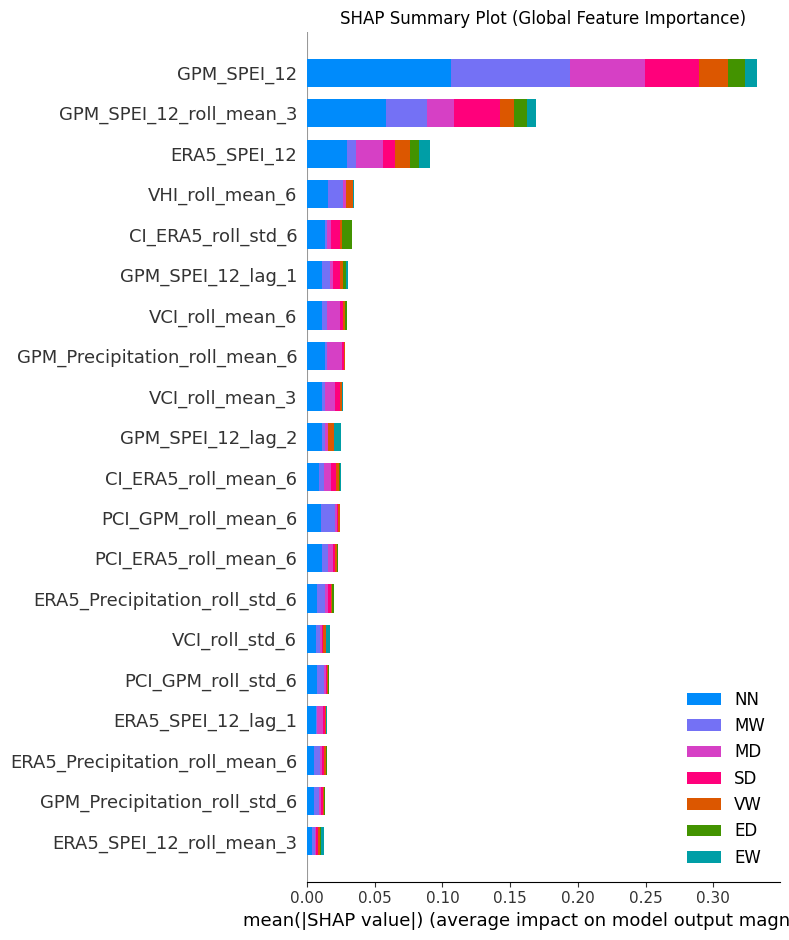 SHAP Summary Plot (Global Feature Importance)
GPM_SPEI_12
GPM_SPEI_12_roll_mean_3
ERA5_SPEI_12
VHI_roll_mean_6
CI_ERA5_roll_std_6
GPM_SPEI_12_lag_1
VCI_roll_mean_6
GPM_Precipitation_roll_mean_6
VCI_roll_mean_3
GPM_SPEI_12_lag_2
CI_ERA5_roll_mean_6
PCI_GPM_roll_mean_6
PCI_ERA5_roll_mean_6
ERA5_Precipitation_roll_std_6
VCI_roll_std_6
PCI_GPM_roll_std_6
ERA5_SPEI_12_lag_1
ERA5_Precipitation_roll_mean_6
GPM_Precipitation_roll_std_6
ERA5_SPEI_12_roll_mean_3
NN
MW
MD
SD
VW
ED
EW
0.00 0.05 0.10 0.15 0.20 0.25 0.30
mean(|SHAP value|) (average impact on model output magn